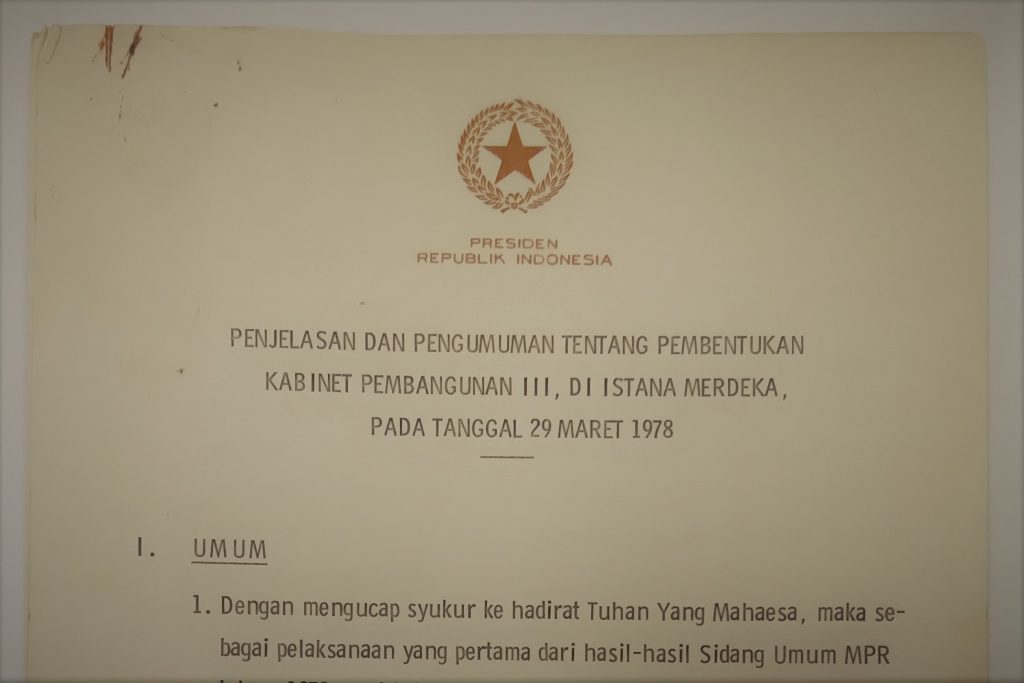 PRESIDEN
REPUBLIK INDONESIA
PENJELASAN DAN PENGUMUMAN TENTANG PEMBENTUKAN
KABINET PEMBANGUNAN III, DI ISTANA MERDEKA,
PADA TANGGAL 29 MARET 1978
I. UMUM
1. Dengan mengucap syukur ke hadirat Tuhan Yang Mahaesa, maka se-
bagai pelaksanaan yang pertama dari hasil-hasil Sidang Umum MPR